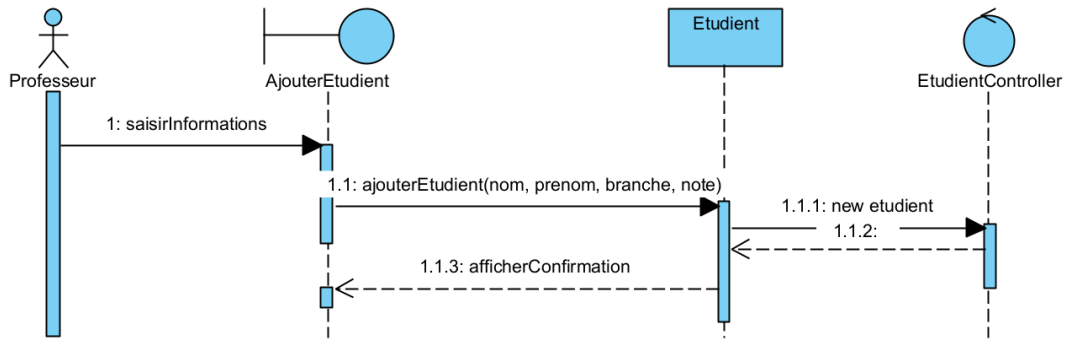 Professeur
AjouterEtudient
Etudient
EtudientController
1: saisirInformations
1.1: ajouterEtudient(nom, prenom, branche, note)
1.1.1: new etudient
1.1.2:
1.1.3: afficherConfirmation